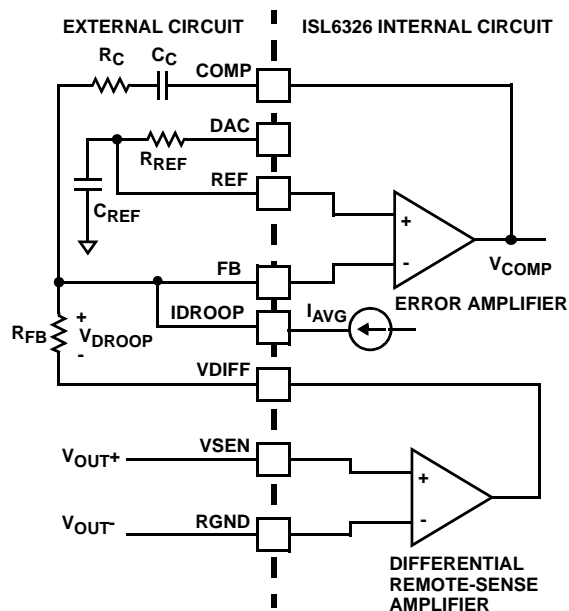 EXTERNAL CIRCUIT
ISL6326 INTERNAL CIRCUIT
RC
CC
COMP
DAC
RREF
REF
CREF
+
-
VCOMP
FB
ERROR AMPLIFIER
IDROOP
IAVG
RFB
+
VDROOP
-
VDIFF
VOUT+
VSEN
+
VOUT-
RGND
-
DIFFERENTIAL
REMOTE-SENSE
AMPLIFIER